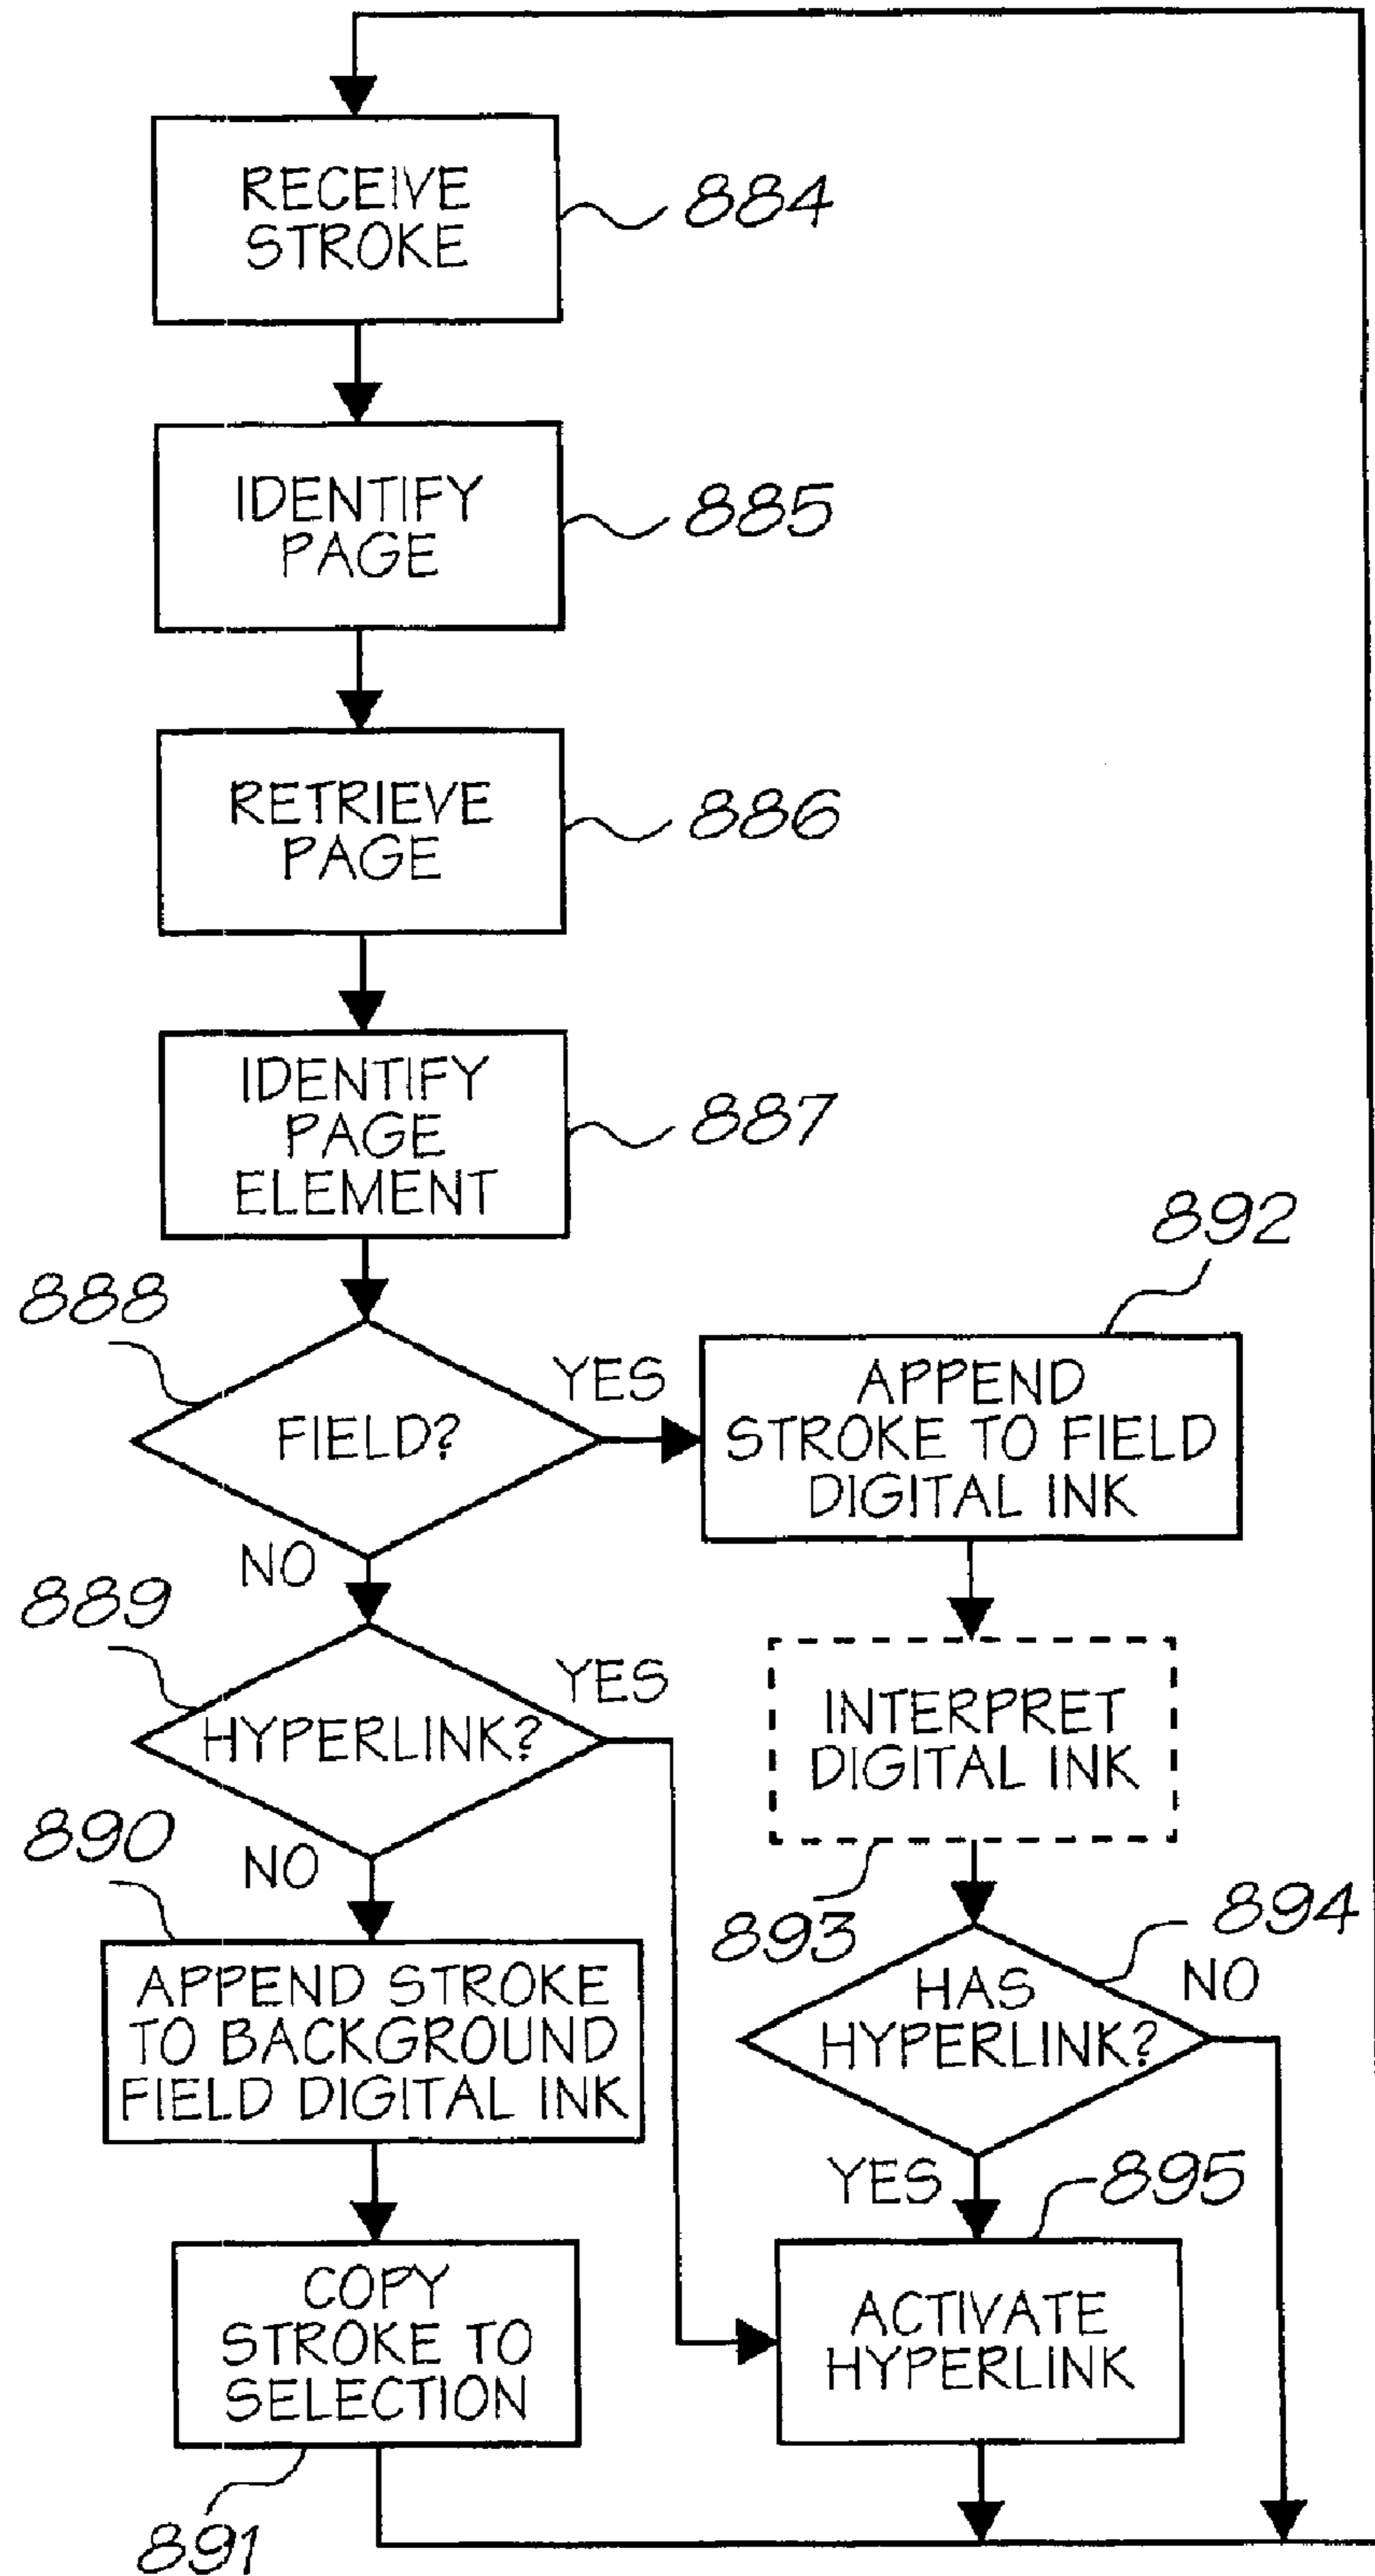 RECEIVE
STROKE
884
IDENTIFY
PAGE
885
RETRIEVE
PAGE
886
IDENTIFY
PAGE
ELEMENT
887
888
FIELD?
YES
NO
892
APPEND
STROKE TO FIELD
DIGITAL INK
889
HYPERLINK?
YES
NO
INTERPRET
DIGITAL INK
893
890
APPEND STROKE
TO BACKGROUND
FIELD DIGITAL INK
894
HAS
HYPERLINK?
NO
YES
895
COPY
STROKE TO
SELECTION
891
ACTIVATE
HYPERLINK